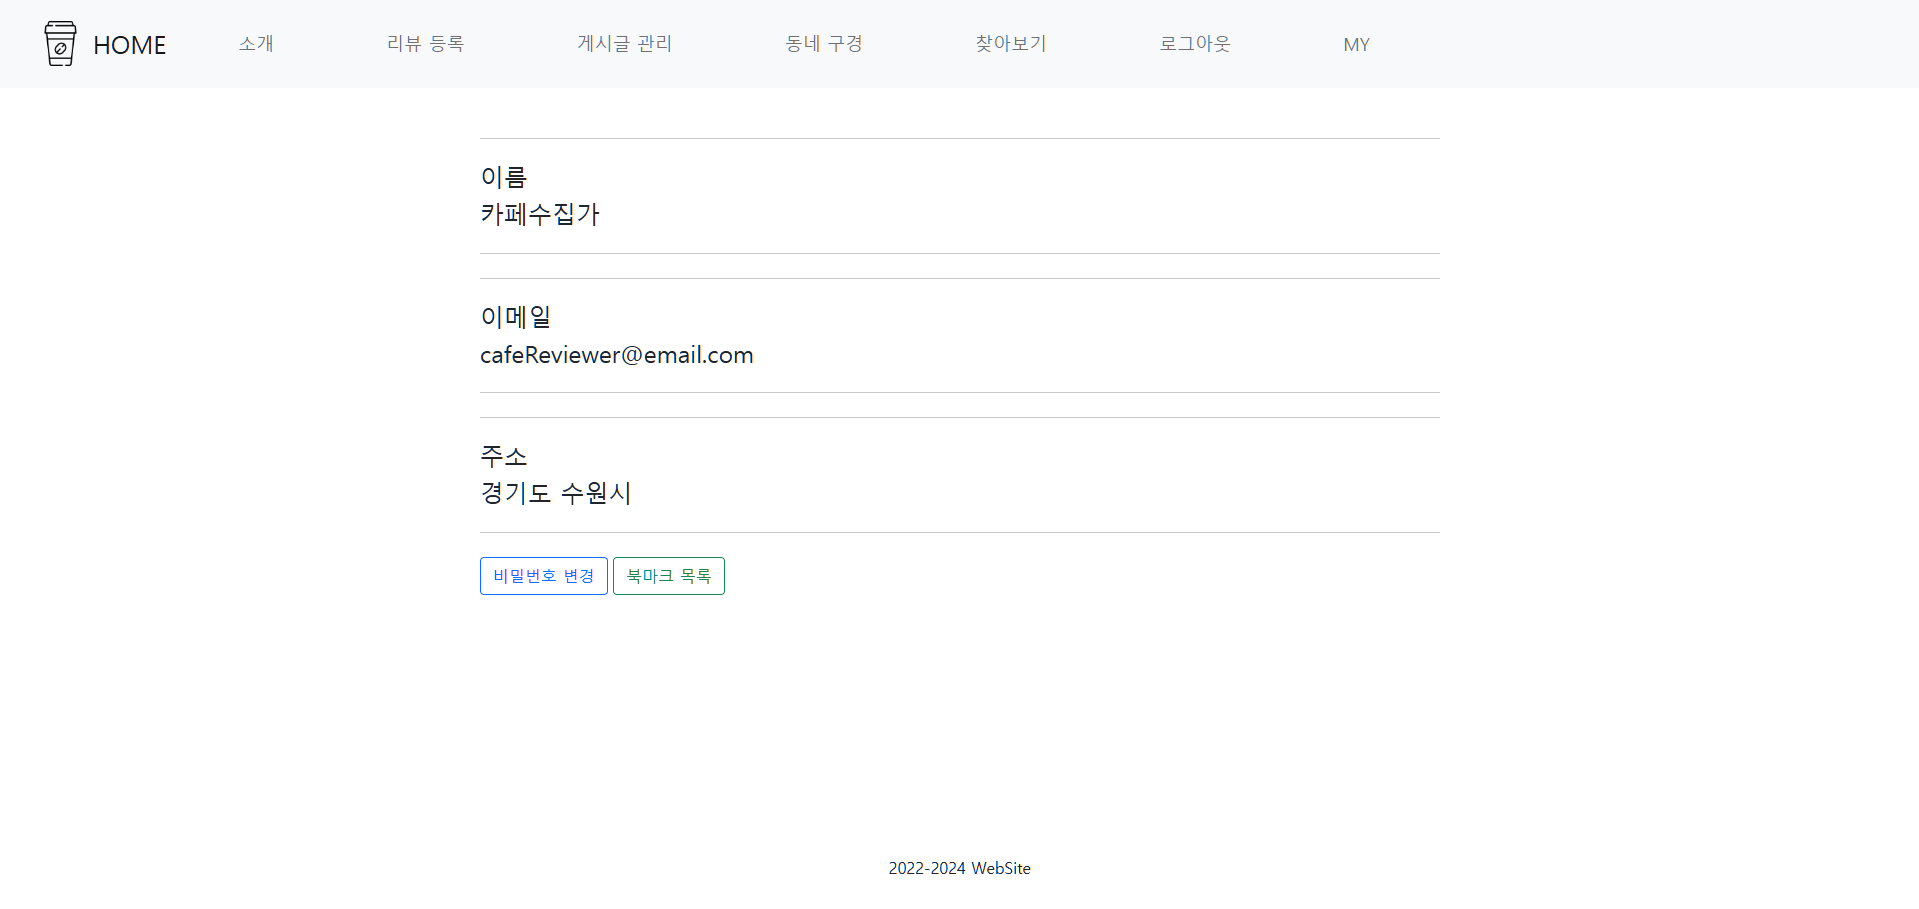 HOME 소개 리뷰 등록 게시글 관리 동네 구경 찾아보기 로그아웃 MY
이름
카페수집가
이메일
cafeReviewer@email.com
주소
경기도 수원시
비밀번호 변경 북마크 목록
2022-2024 WebSite